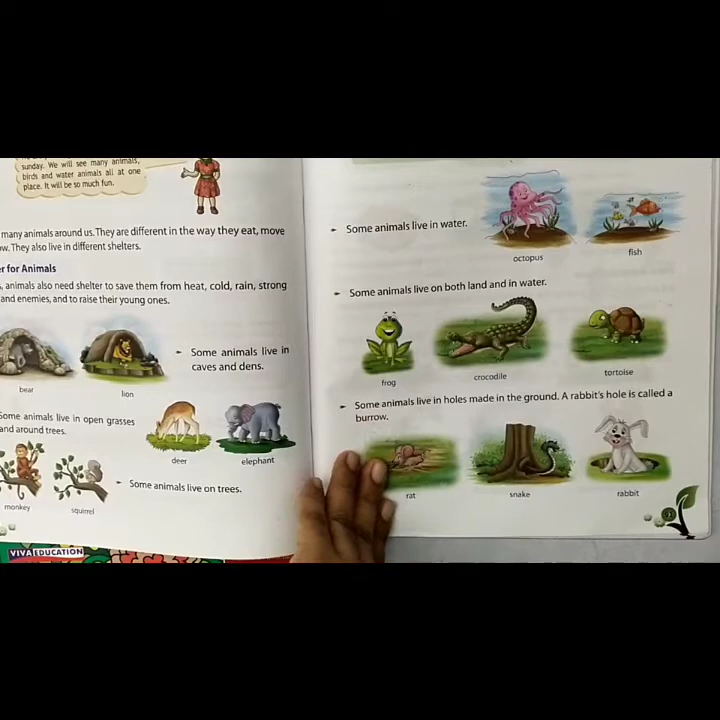 sunday. We will see many animals,
birds and water animals all at one
place. It will be so much fun.
many animals around us. They are different in the way they eat, move
w. They also live in different shelters.
er for Animals
, animals also need shelter to save them from heat, cold, rain, strong
and enemies, and to raise their young ones.
bear
lion
Some animals live in
caves and dens.
Some animals live in open grasses
and around trees.
deer
elephant
monkey
squirrel
Some animals live on trees.
VIVA EDUCATION
Some animals live in water.
octopus
fish
Some animals live on both land and in water.
frog
crocodile
tortoise
Some animals live in holes made in the ground. A rabbit's hole is called a
burrow.
rat
snake
rabbit